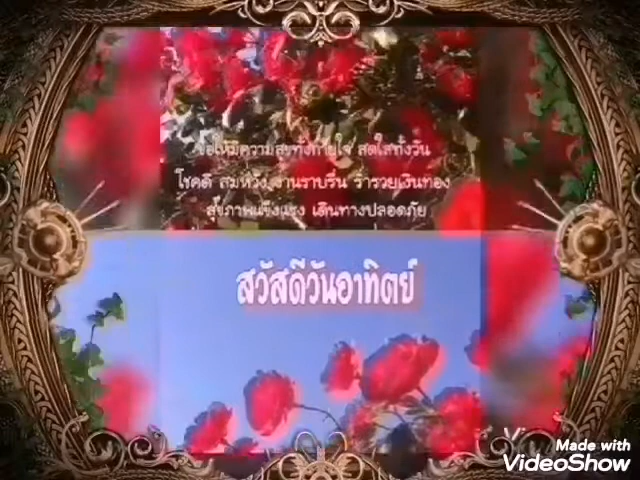 ขอให้มีความสุขทั้งกายใจ สดใสทั้งวัน
โชคดี สมหวัง งานราบรื่น ร่ำรวยเงินทอง
สุขภาพแข็งแรง เดินทางปลอดภัย
สวัสดีวันอาทิตย์
Made with
VideoShow